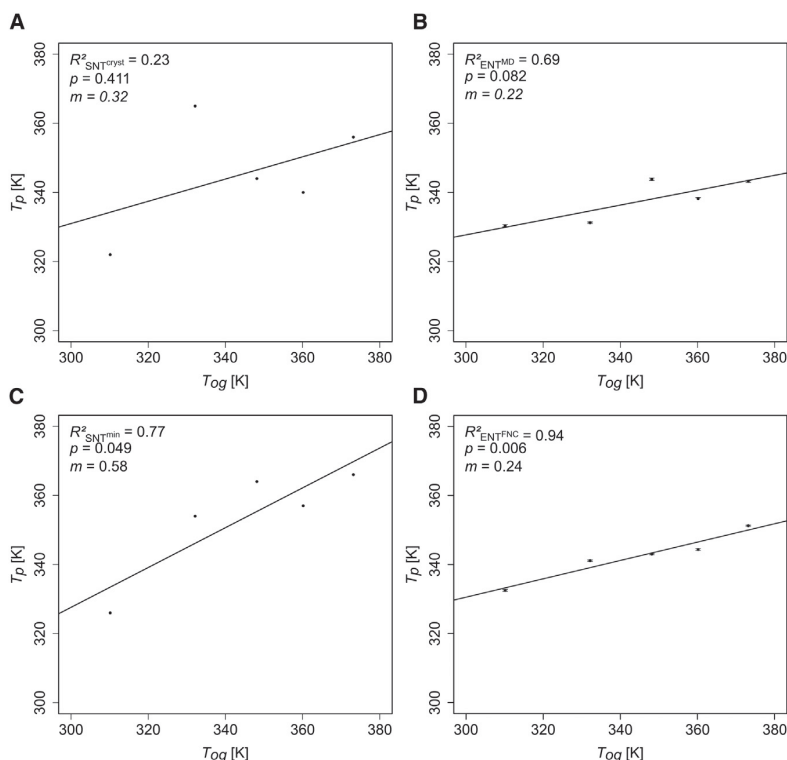 A
R²SNTcryst = 0.23
p = 0.411
m = 0.32
380
360
340
320
300
Tp [K]
300 320 340 360 380
Tog [K]
B
R²ENTMD = 0.69
p = 0.082
m = 0.22
380
360
340
320
300
Tp [K]
300 320 340 360 380
Tog [K]
C
R²SNTmin = 0.77
p = 0.049
m = 0.58
380
360
340
320
300
Tp [K]
300 320 340 360 380
Tog [K]
D
R²ENTFNC = 0.94
p = 0.006
m = 0.24
380
360
340
320
300
Tp [K]
300 320 340 360 380
Tog [K]